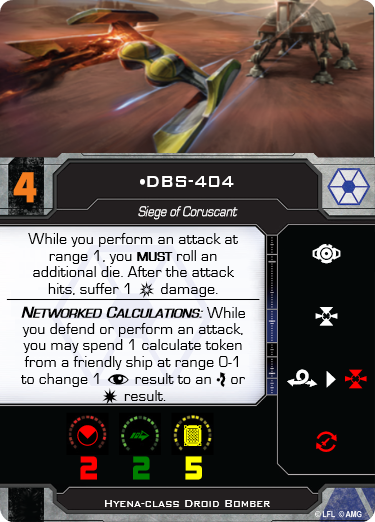 4
•DBS-404
Siege of Coruscant
While you perform an attack at
range 1, you MUST roll an
additional die. After the attack
hits, suffer 1 damage.
NETWORKED CALCULATIONS: While
you defend or perform an attack,
you may spend 1 calculate token
from a friendly ship at range 0-1
to change 1 result to an or
result.
2 2 5
HYENA-CLASS DROID BOMBER
© LFL © AMG